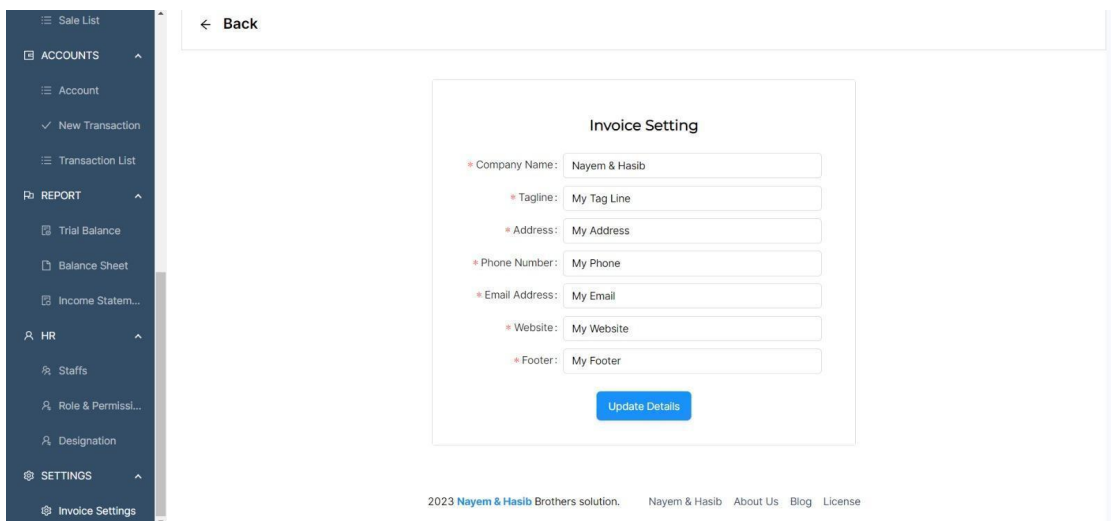 Sale List
ACCOUNTS
Account
New Transaction
Transaction List
REPORT
Trial Balance
Balance Sheet
Income Statem...
HR
Staffs
Role & Permissi...
Designation
SETTINGS
Invoice Settings
Back
Invoice Setting
* Company Name: Nayem & Hasib
* Tagline: My Tag Line
* Address: My Address
* Phone Number: My Phone
* Email Address: My Email
* Website: My Website
* Footer: My Footer
Update Details
2023 Nayem & Hasib Brothers solution. Nayem & Hasib About Us Blog License